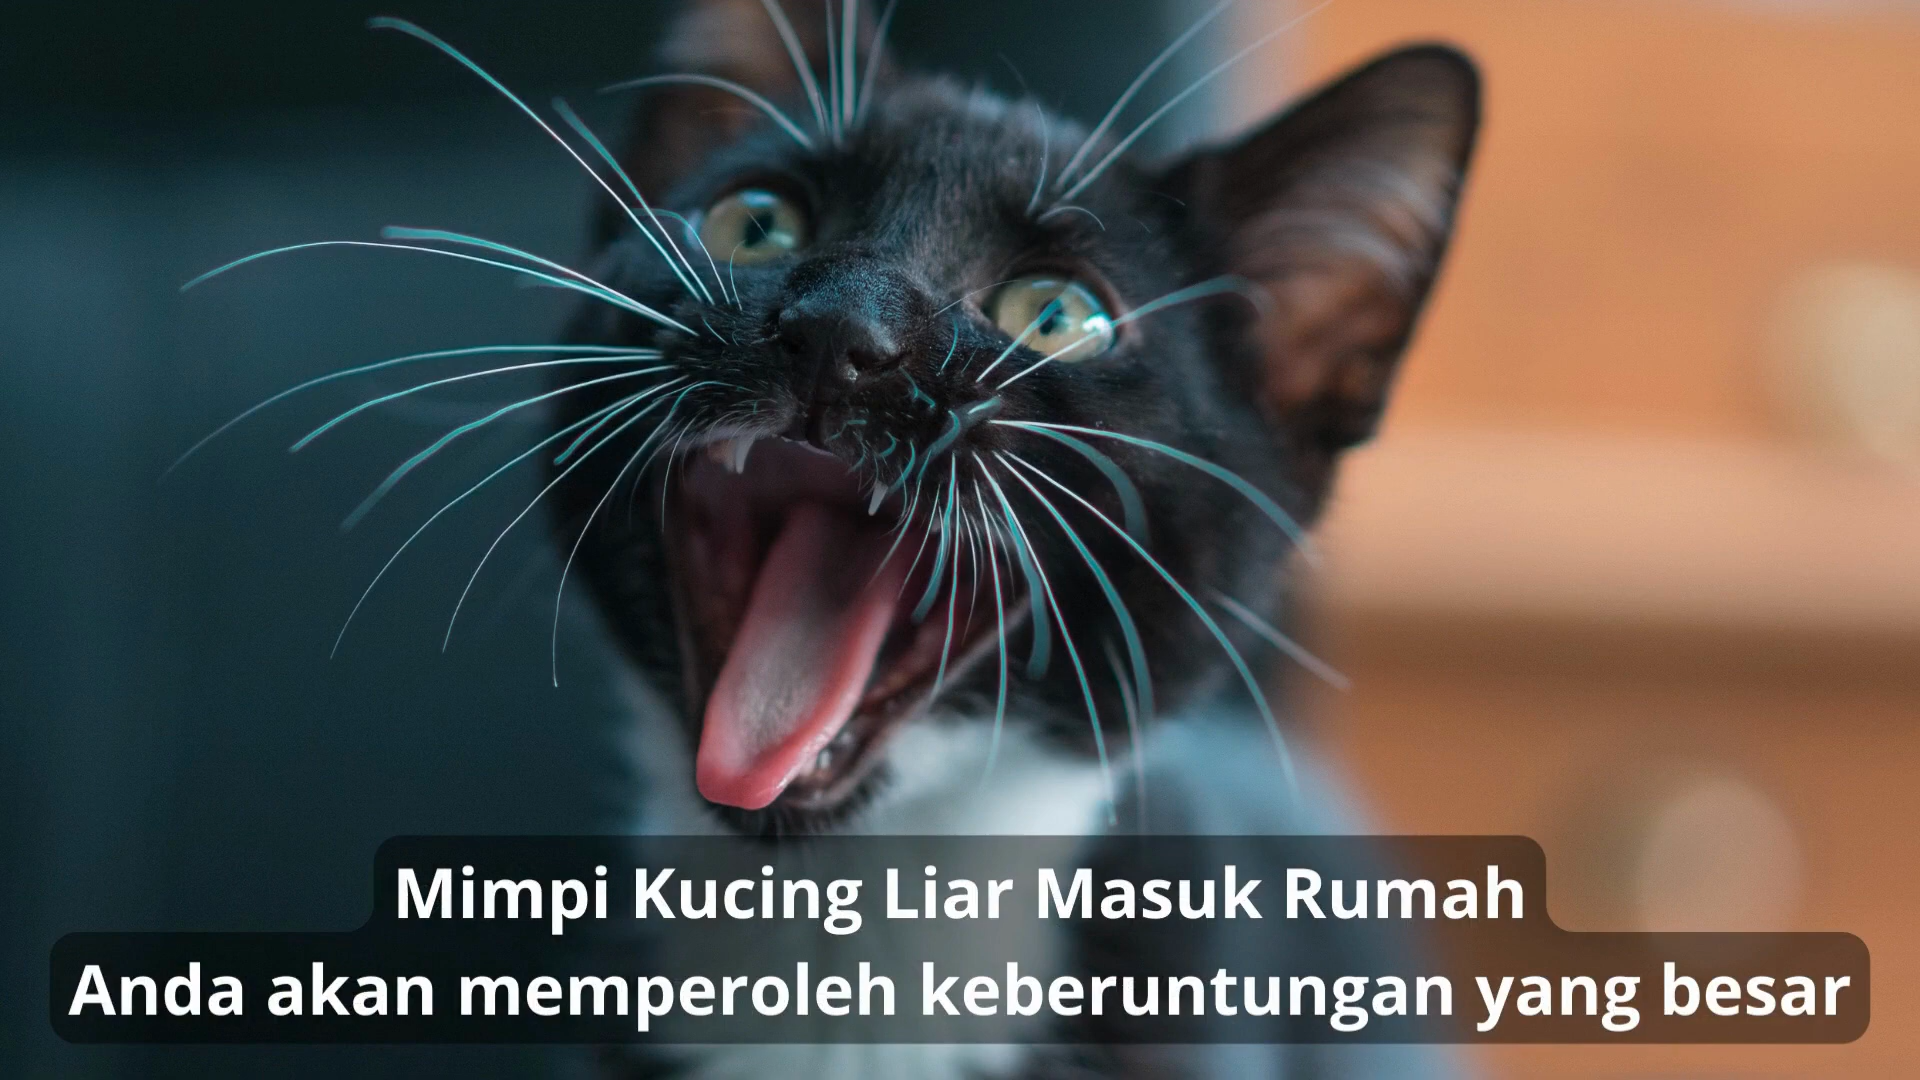 Mimpi Kucing Liar Masuk Rumah
Anda akan memperoleh keberuntungan yang besar